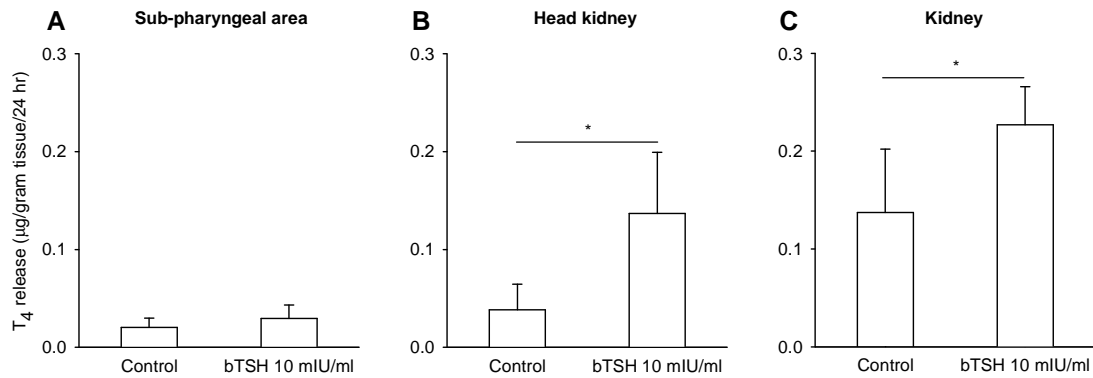 A Sub-pharyngeal area
B Head kidney
C Kidney
T4 release (μg/gram tissue/24 hr)
0.3
0.2
0.1
0.0
Control bTSH 10 mIU/ml
0.3
0.2
0.1
0.0
*
Control bTSH 10 mIU/ml
0.3
0.2
0.1
0.0
*
Control bTSH 10 mIU/ml